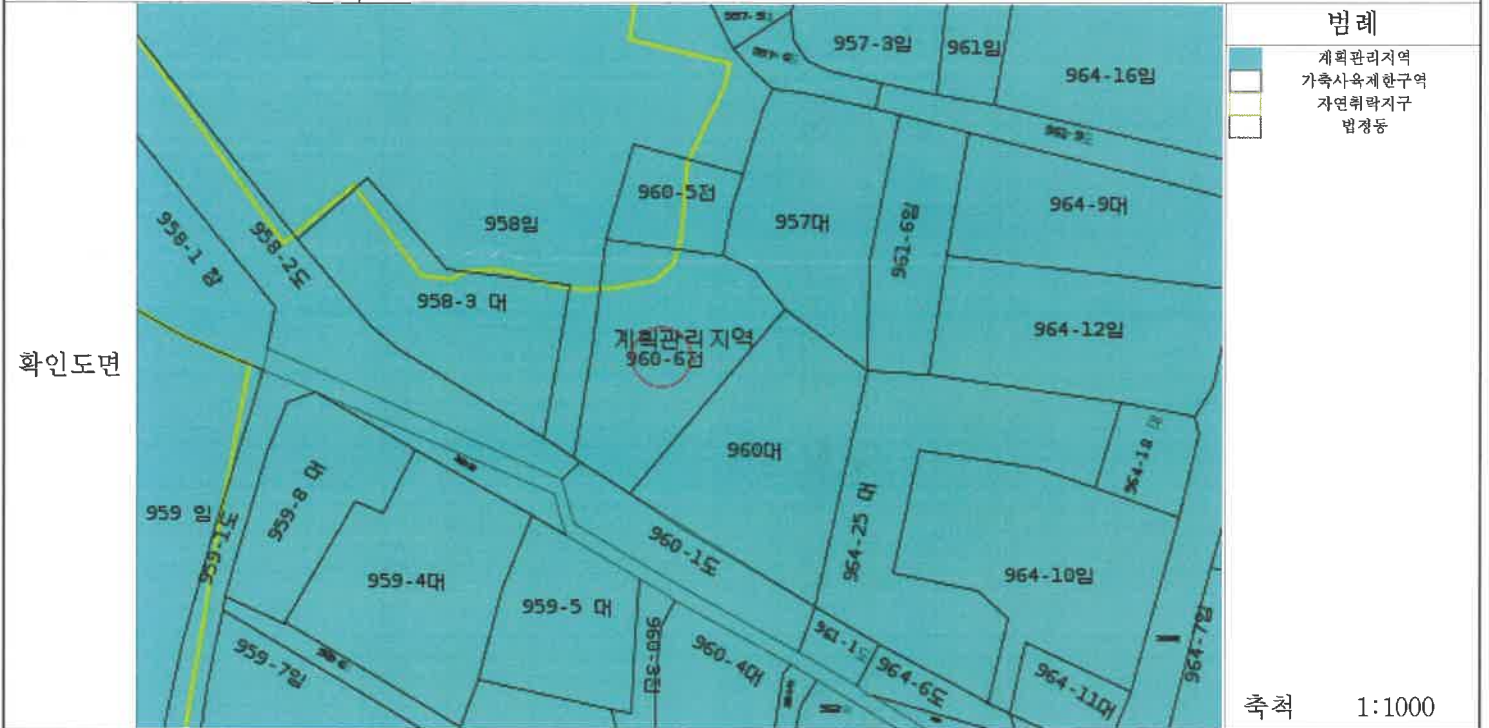 확인도면
957-3임
961임
964-16임
960-5전
957대
961-6임
964-9대
958임
958-1 잡
958-2도
958-3 대
계획관리지역
960-6전
964-12임
960대
964-18 대
964-25 대
959 임
959-1도
959-8 대
959-4대
959-5 대
960-1도
964-10임
959-7임
960-3전
960-4대
961-1도
964-6도
964-11대
964-7임
범례
계획관리지역
가축사육제한구역
자연취락지구
법정동
축척 1:1000